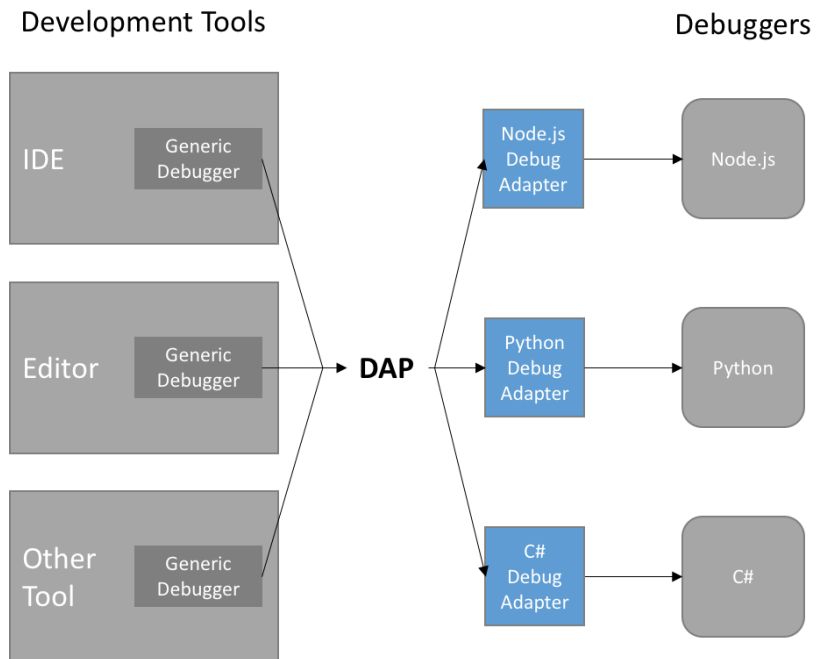 Development Tools
Debuggers
IDE
Generic
Debugger
Node.js
Debug
Adapter
Node.js
Editor
Generic
Debugger
DAP
Python
Debug
Adapter
Python
Other
Tool
Generic
Debugger
C#
Debug
Adapter
C#